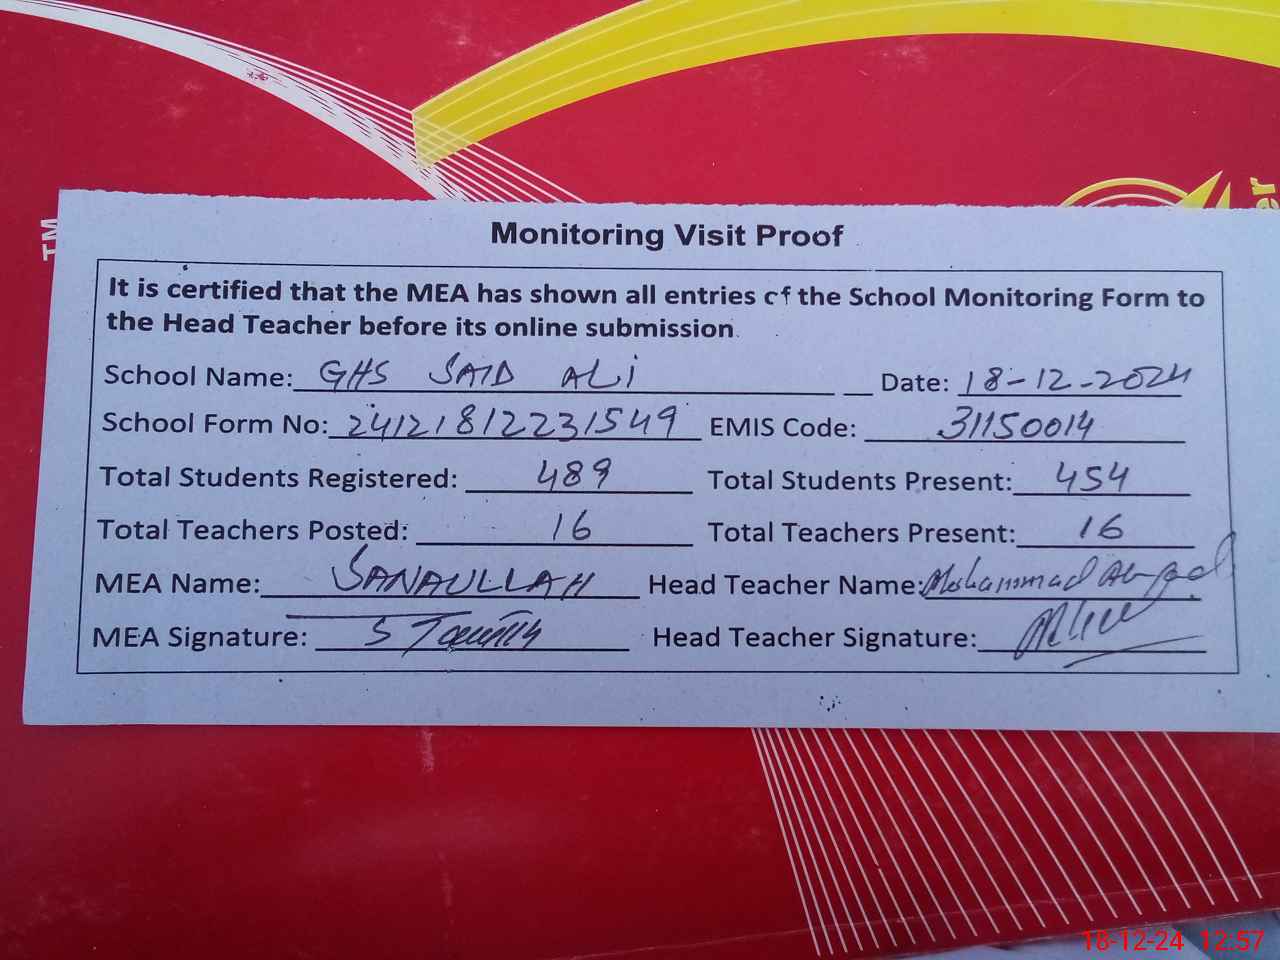 TM
er
Monitoring Visit Proof
It is certified that the MEA has shown all entries of the School Monitoring Form to
the Head Teacher before its online submission.
School Name: GHS SAID ALI Date: 18-12-2024
School Form No: 241218122231549 EMIS Code: 31150014
Total Students Registered: 489 Total Students Present: 454
Total Teachers Posted: 16 Total Teachers Present: 16
MEA Name: SANAULLAH Head Teacher Name: Mohammad
MEA Signature: Head Teacher Signature:
18-12-24 12:57